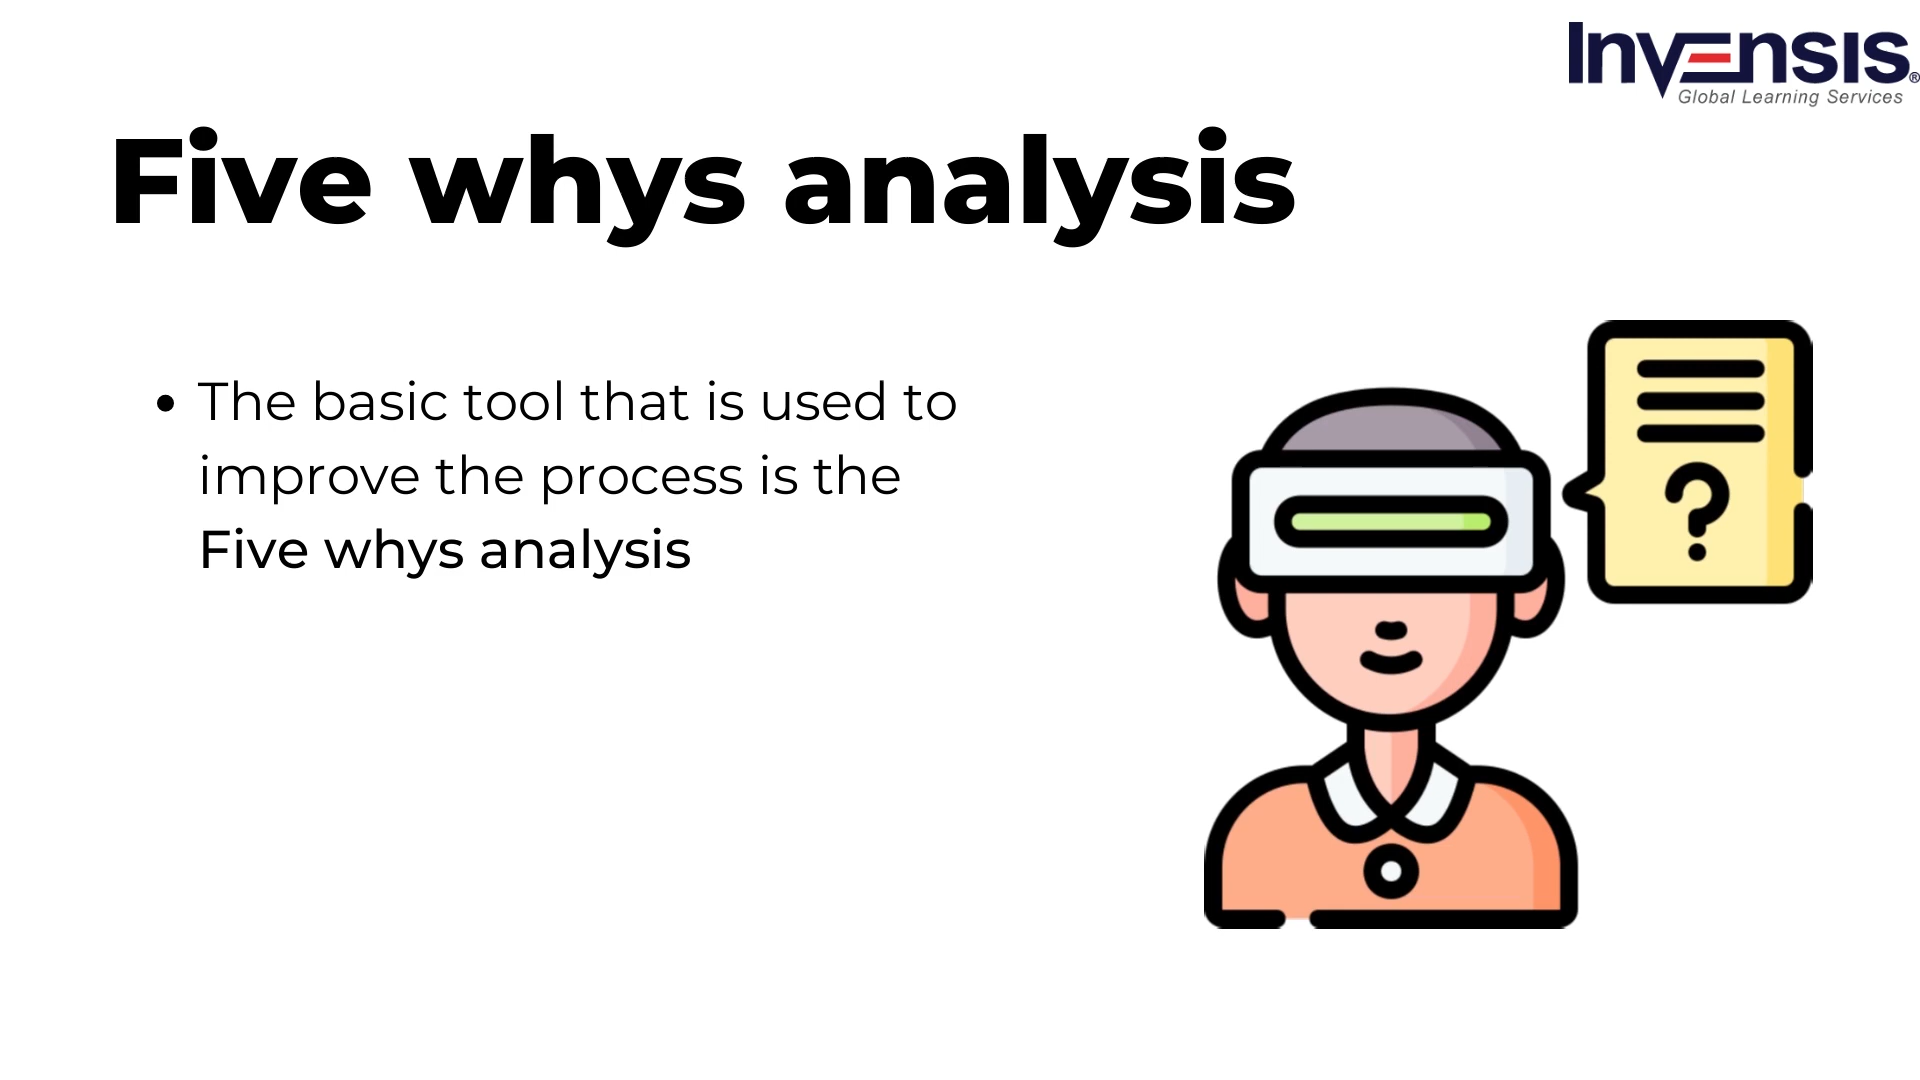 Invensis®
Global Learning Services
Five whys analysis
• The basic tool that is used to
improve the process is the
Five whys analysis
?